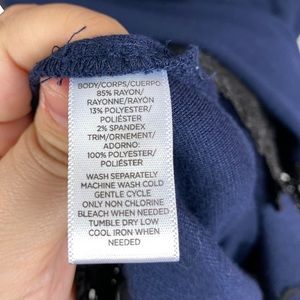 BODY/CORPS/CUERPO:
85% RAYON/
RAYONNE/RAYÓN
13% POLYESTER/
POLIÉSTER
2% SPANDEX
TRIM/ORNEMENT/
ADORNO:
100% POLYESTER/
POLIÉSTER
WASH SEPARATELY
MACHINE WASH COLD
GENTLE CYCLE
ONLY NON CHLORINE
BLEACH WHEN NEEDED
TUMBLE DRY LOW
COOL IRON WHEN
NEEDED